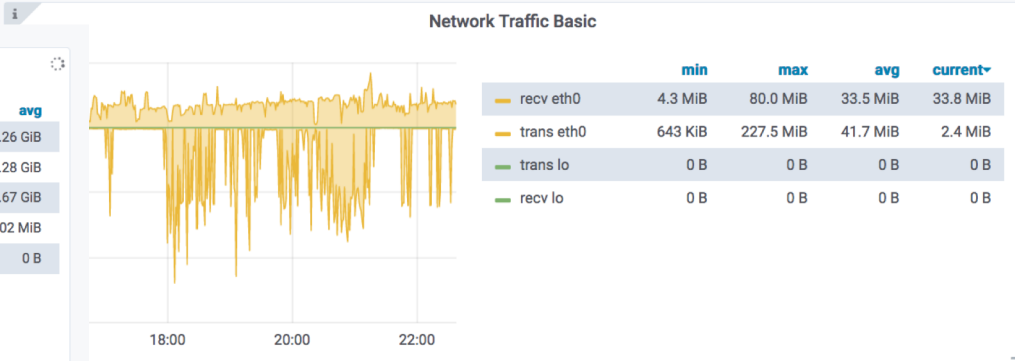 i
Network Traffic Basic
avg
.26 GiB
.28 GiB
.67 GiB
02 MiB
0 B
18:00 20:00 22:00
min max avg current
recv eth0 4.3 MiB 80.0 MiB 33.5 MiB 33.8 MiB
trans eth0 643 KiB 227.5 MiB 41.7 MiB 2.4 MiB
trans lo 0 B 0 B 0 B 0 B
recv lo 0 B 0 B 0 B 0 B